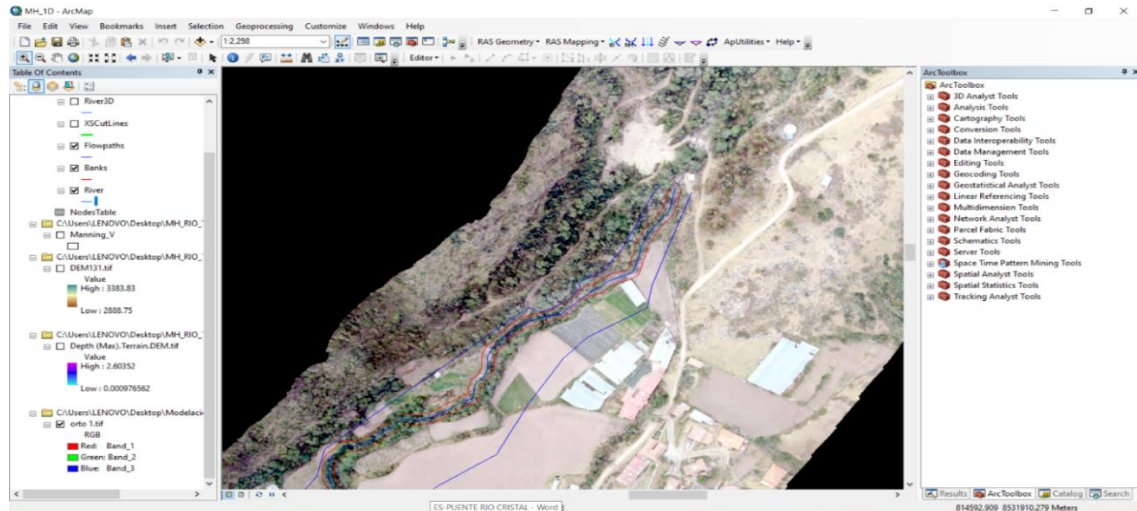 MH_1D - ArcMap
File Edit View Bookmarks Insert Selection Geoprocessing Customize Windows Help
1:2,298
RAS Geometry RAS Mapping ApUtilities Help
Editor
Table Of Contents
River3D
XSCutLines
Flowpaths
Banks
River
NodesTable
C:\Users\LENOVO\Desktop\MH_RIO_
Manning_V
C:\Users\LENOVO\Desktop\MH_RIO_
DEM131.tif
Value
High : 3383.83
Low : 2888.75
C:\Users\LENOVO\Desktop\MH_RIO_
Depth (Max).Terrain.DEM.tif
Value
High : 2.60352
Low : 0.000976562
C:\Users\LENOVO\Desktop\Modelaci
orto 1.tif
RGB
Red: Band_1
Green: Band_2
Blue: Band_3
ArcToolbox
ArcToolbox
3D Analyst Tools
Analysis Tools
Cartography Tools
Conversion Tools
Data Interoperability Tools
Data Management Tools
Editing Tools
Geocoding Tools
Geostatistical Analyst Tools
Linear Referencing Tools
Multidimension Tools
Network Analyst Tools
Parcel Fabric Tools
Schematics Tools
Server Tools
Space Time Pattern Mining Tools
Spatial Analyst Tools
Spatial Statistics Tools
Tracking Analyst Tools
Results ArcToolbox Catalog Search
ES-PUENTE RIO CRISTAL - Word
814592.909 8531910.279 Meters